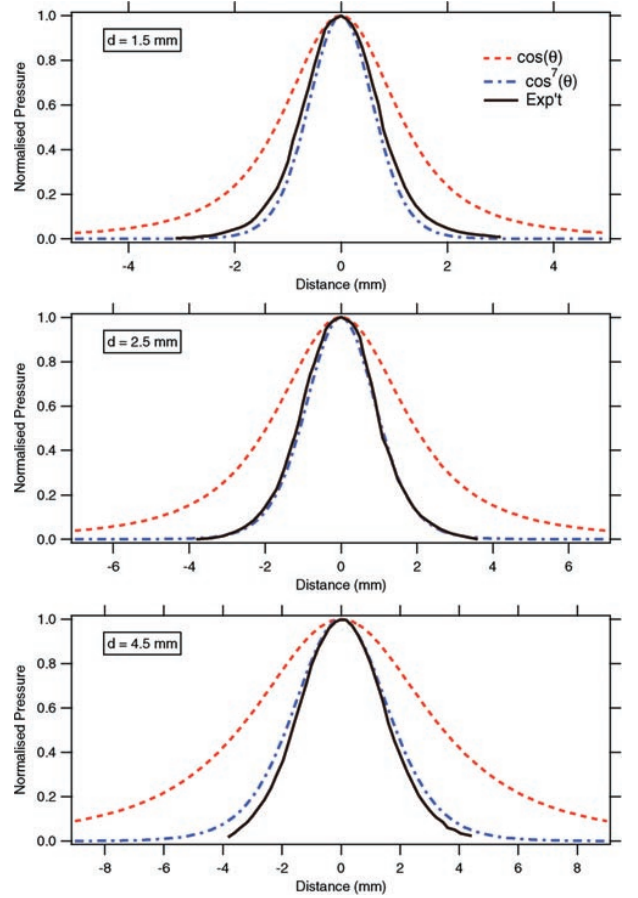 1.0
0.8
0.6
0.4
0.2
0.0
Normalised Pressure
d = 1.5 mm
cos(θ)
cos⁷(θ)
Exp't
-4 -2 0 2 4
Distance (mm)
1.0
0.8
0.6
0.4
0.2
0.0
Normalised Pressure
d = 2.5 mm
-6 -4 -2 0 2 4 6
Distance (mm)
1.0
0.8
0.6
0.4
0.2
0.0
Normalised Pressure
d = 4.5 mm
-8 -6 -4 -2 0 2 4 6 8
Distance (mm)